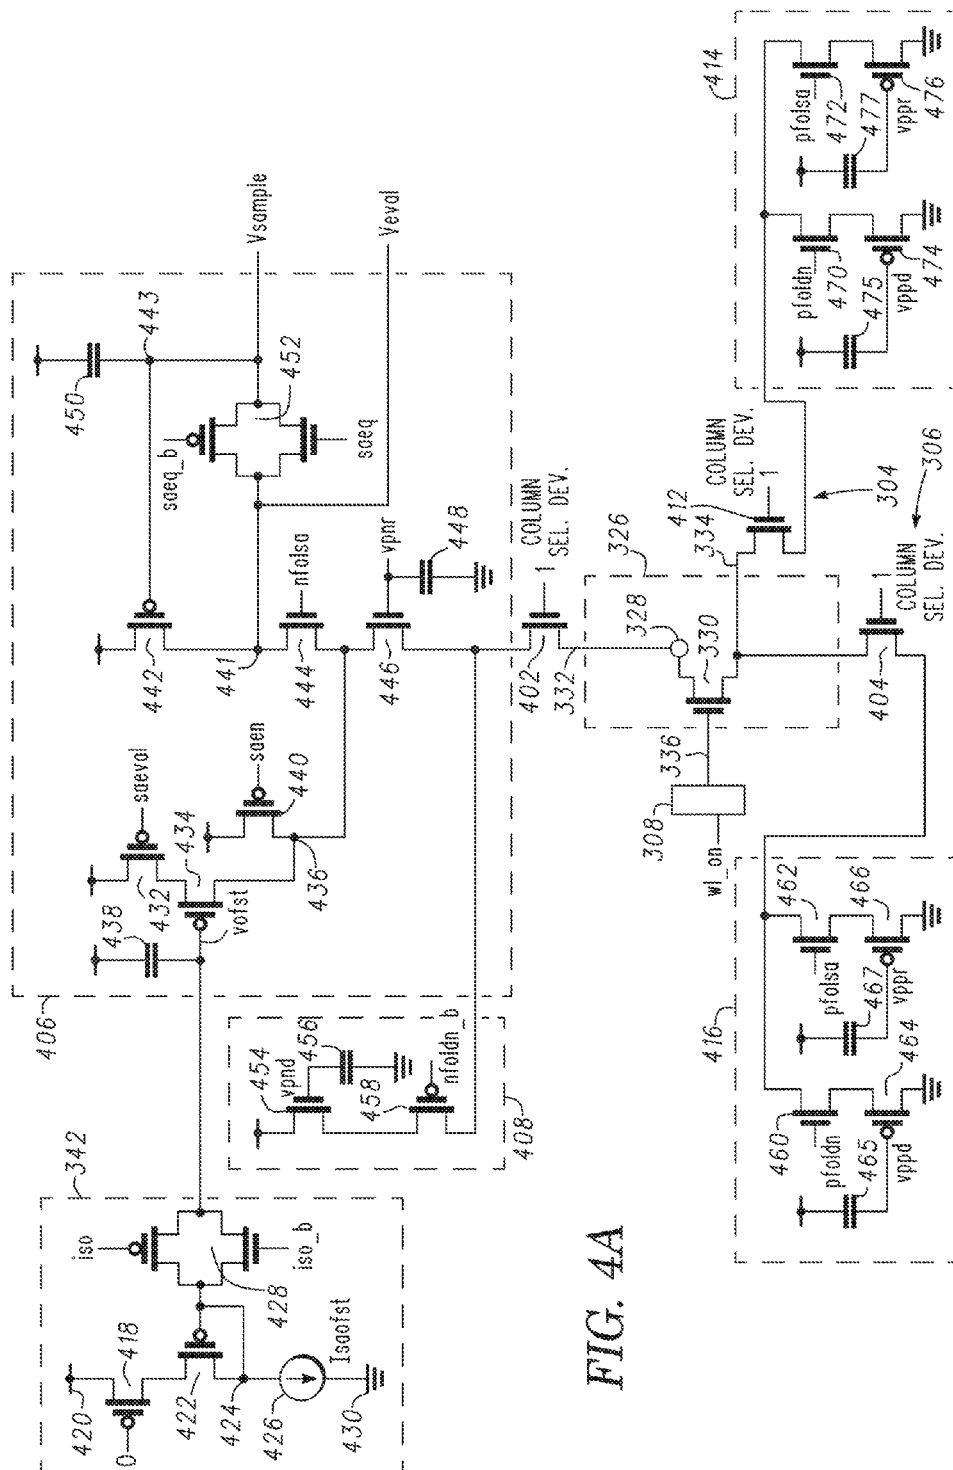 342
0
418
420
422
424
426
430
Isaofst
428
iso
iso_b
406
438
vofst
432
434
saeval
436
440
saen
442
441
444
nfolsa
446
vpnr
448
450
443
saeq_b
452
saeq
Vsample
Veval
408
454
vpnd
456
458
nfoldn_b
402
1
COLUMN
SEL. DEV.
332
326
328
330
334
336
308
wl_on
412
1
COLUMN
SEL. DEV.
304
306
404
1
COLUMN
SEL. DEV.
414
pfoldn
470
475
vppd
474
pfolsa
472
477
vppr
476
416
460
pfoldn
465
vppd
464
pfolsa
462
467
vppr
466
FIG. 4A